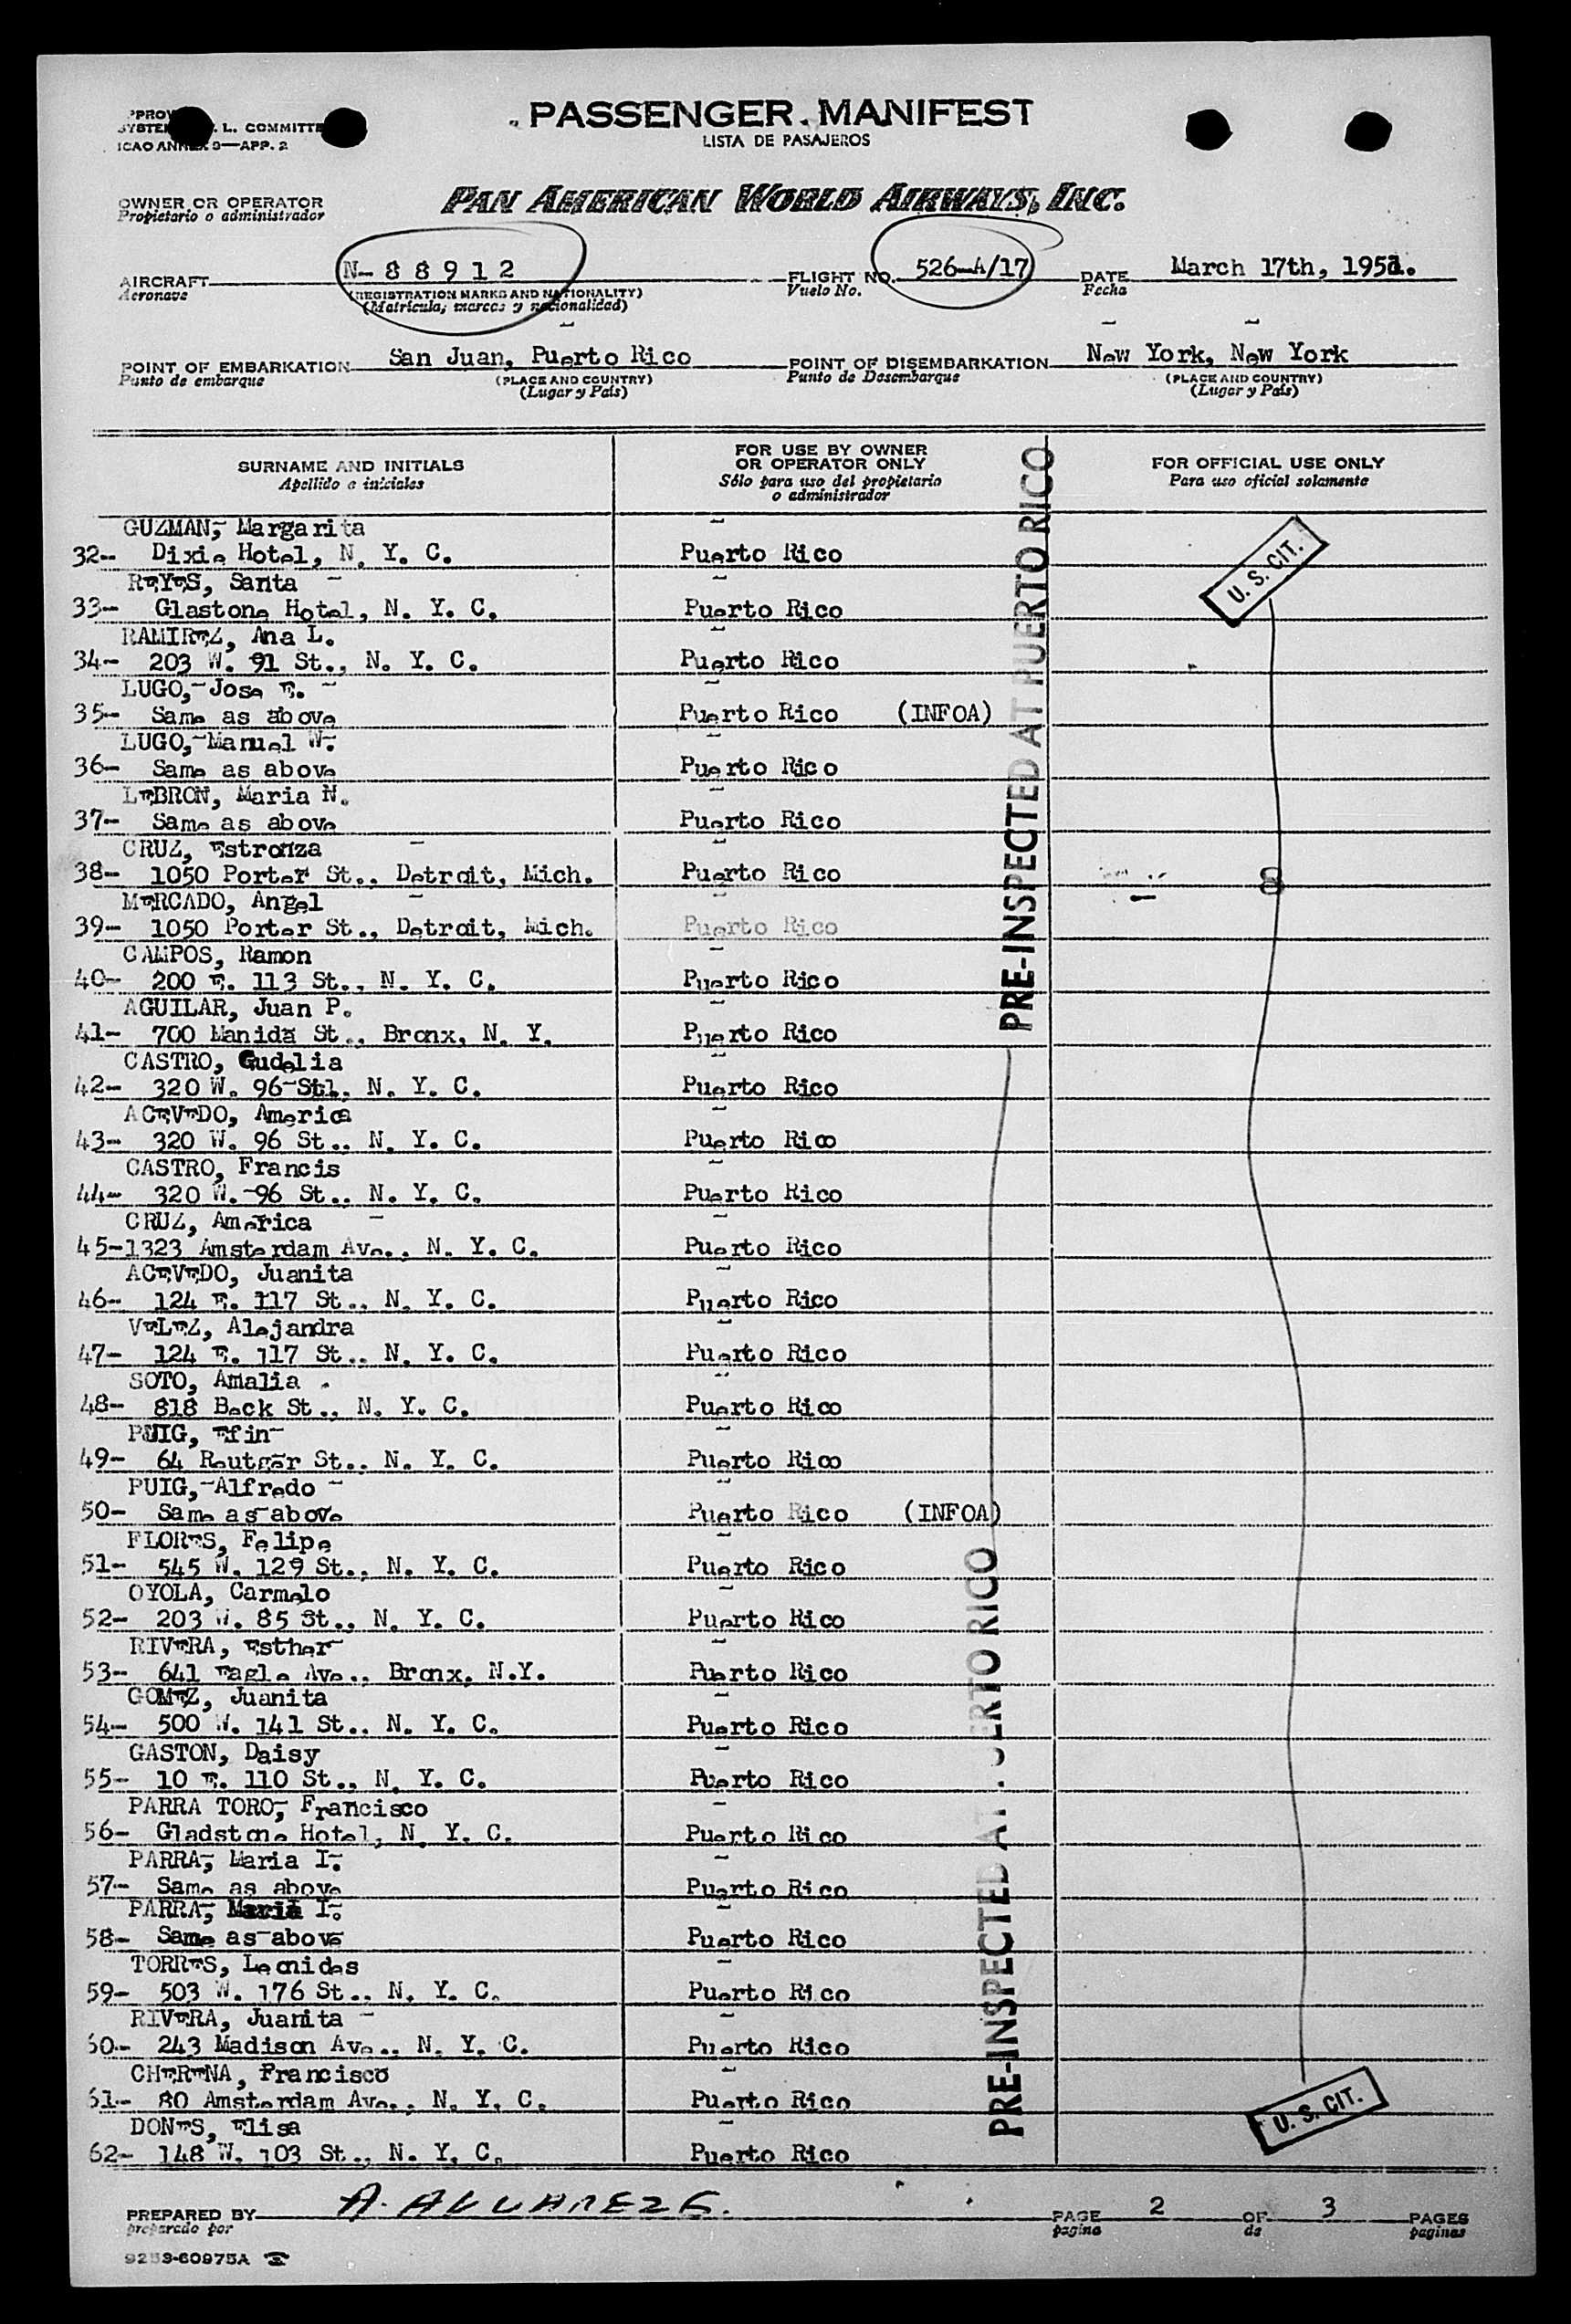 PASSENGER MANIFEST
LISTA DE PASAJEROS
L. COMMITTE
ICAO ANNEX 9—APP. 2
OWNER OR OPERATOR
Propietario o administrador
PAN AMERICAN WORLD AIRWAYS, INC.
AIRCRAFT N-88912 FLIGHT NO. 526-A/17 DATE March 17th, 1951.
Aeronave (REGISTRATION MARKS AND NATIONALITY) Vuelo No. Fecha
(Matrícula, marcas y nacionalidad)
POINT OF EMBARKATION San Juan, Puerto Rico POINT OF DISEMBARKATION New York, New York
Punto de embarque (PLACE AND COUNTRY) Punto de Desembarque (PLACE AND COUNTRY)
(Lugar y País) (Lugar y País)
SURNAME AND INITIALS
Apellido e iniciales
FOR USE BY OWNER
OR OPERATOR ONLY
Sólo para uso del propietario
o administrador
FOR OFFICIAL USE ONLY
Para uso oficial solamente
GUZMAN, Margarita
32- Dixie Hotel, N. Y. C. Puerto Rico
U. S. CIT.
REYES, Santa
33- Glastone Hotel, N. Y. C. Puerto Rico
RAMIREZ, Ana L.
34- 203 W. 91 St., N. Y. C. Puerto Rico
LUGO, Jose E.
35- Same as above Puerto Rico (INFOA)
LUGO, Manuel W.
36- Same as above Puerto Rico
LEBRON, Maria N.
37- Same as above Puerto Rico
CRUZ, Estronza
38- 1050 Porter St., Detroit, Mich. Puerto Rico 8
MERCADO, Angel
39- 1050 Porter St., Detroit, Mich. Puerto Rico
CAMPOS, Ramon
40- 200 E. 113 St., N. Y. C. Puerto Rico
PRE-INSPECTED AT PUERTO RICO
AGUILAR, Juan P.
41- 700 Manida St., Bronx, N. Y. Puerto Rico
CASTRO, Gudelia
42- 320 W. 96 St., N. Y. C. Puerto Rico
ACEVEDO, America
43- 320 W. 96 St., N. Y. C. Puerto Rico
CASTRO, Francis
44- 320 W. 96 St., N. Y. C. Puerto Rico
CRUZ, America
45-1323 Amsterdam Ave., N. Y. C. Puerto Rico
ACEVEDO, Juanita
46- 124 E. 117 St., N. Y. C. Puerto Rico
VELEZ, Alejandra
47- 124 E. 117 St., N. Y. C. Puerto Rico
SOTO, Amalia
48- 818 Beck St., N. Y. C. Puerto Rico
PUIG, Efin
49- 64 Reutger St., N. Y. C. Puerto Rico
PUIG, Alfredo
50- Same as above Puerto Rico (INFOA)
FLORES, Felipe
51- 545 W. 129 St., N. Y. C. Puerto Rico
OYOLA, Carmelo
52- 203 W. 85 St., N. Y. C. Puerto Rico
RIVERA, Esther
53- 641 Eagle Ave., Bronx, N.Y. Puerto Rico
GOMEZ, Juanita
54- 500 W. 141 St., N. Y. C. Puerto Rico
GASTON, Daisy
55- 10 E. 110 St., N. Y. C. Puerto Rico
PARRA TORO, Francisco
56- Gladstone Hotel, N. Y. C. Puerto Rico
PARRA, Maria I.
57- Same as above Puerto Rico
PARRA, Maria I.
58- Same as above Puerto Rico
TORRES, Leonides
59- 503 W. 176 St., N. Y. C. Puerto Rico
RIVERA, Juanita
60- 243 Madison Ave., N. Y. C. Puerto Rico
CHERENA, Francisco
61- 80 Amsterdam Ave., N. Y. C. Puerto Rico
PRE-INSPECTED AT PUERTO RICO
U. S. CIT.
DONES, Elisa
62- 148 W. 103 St., N. Y. C. Puerto Rico
PREPARED BY A. ALVAREZ PAGE 2 OF 3 PAGES
preparado por página de páginas
60975A